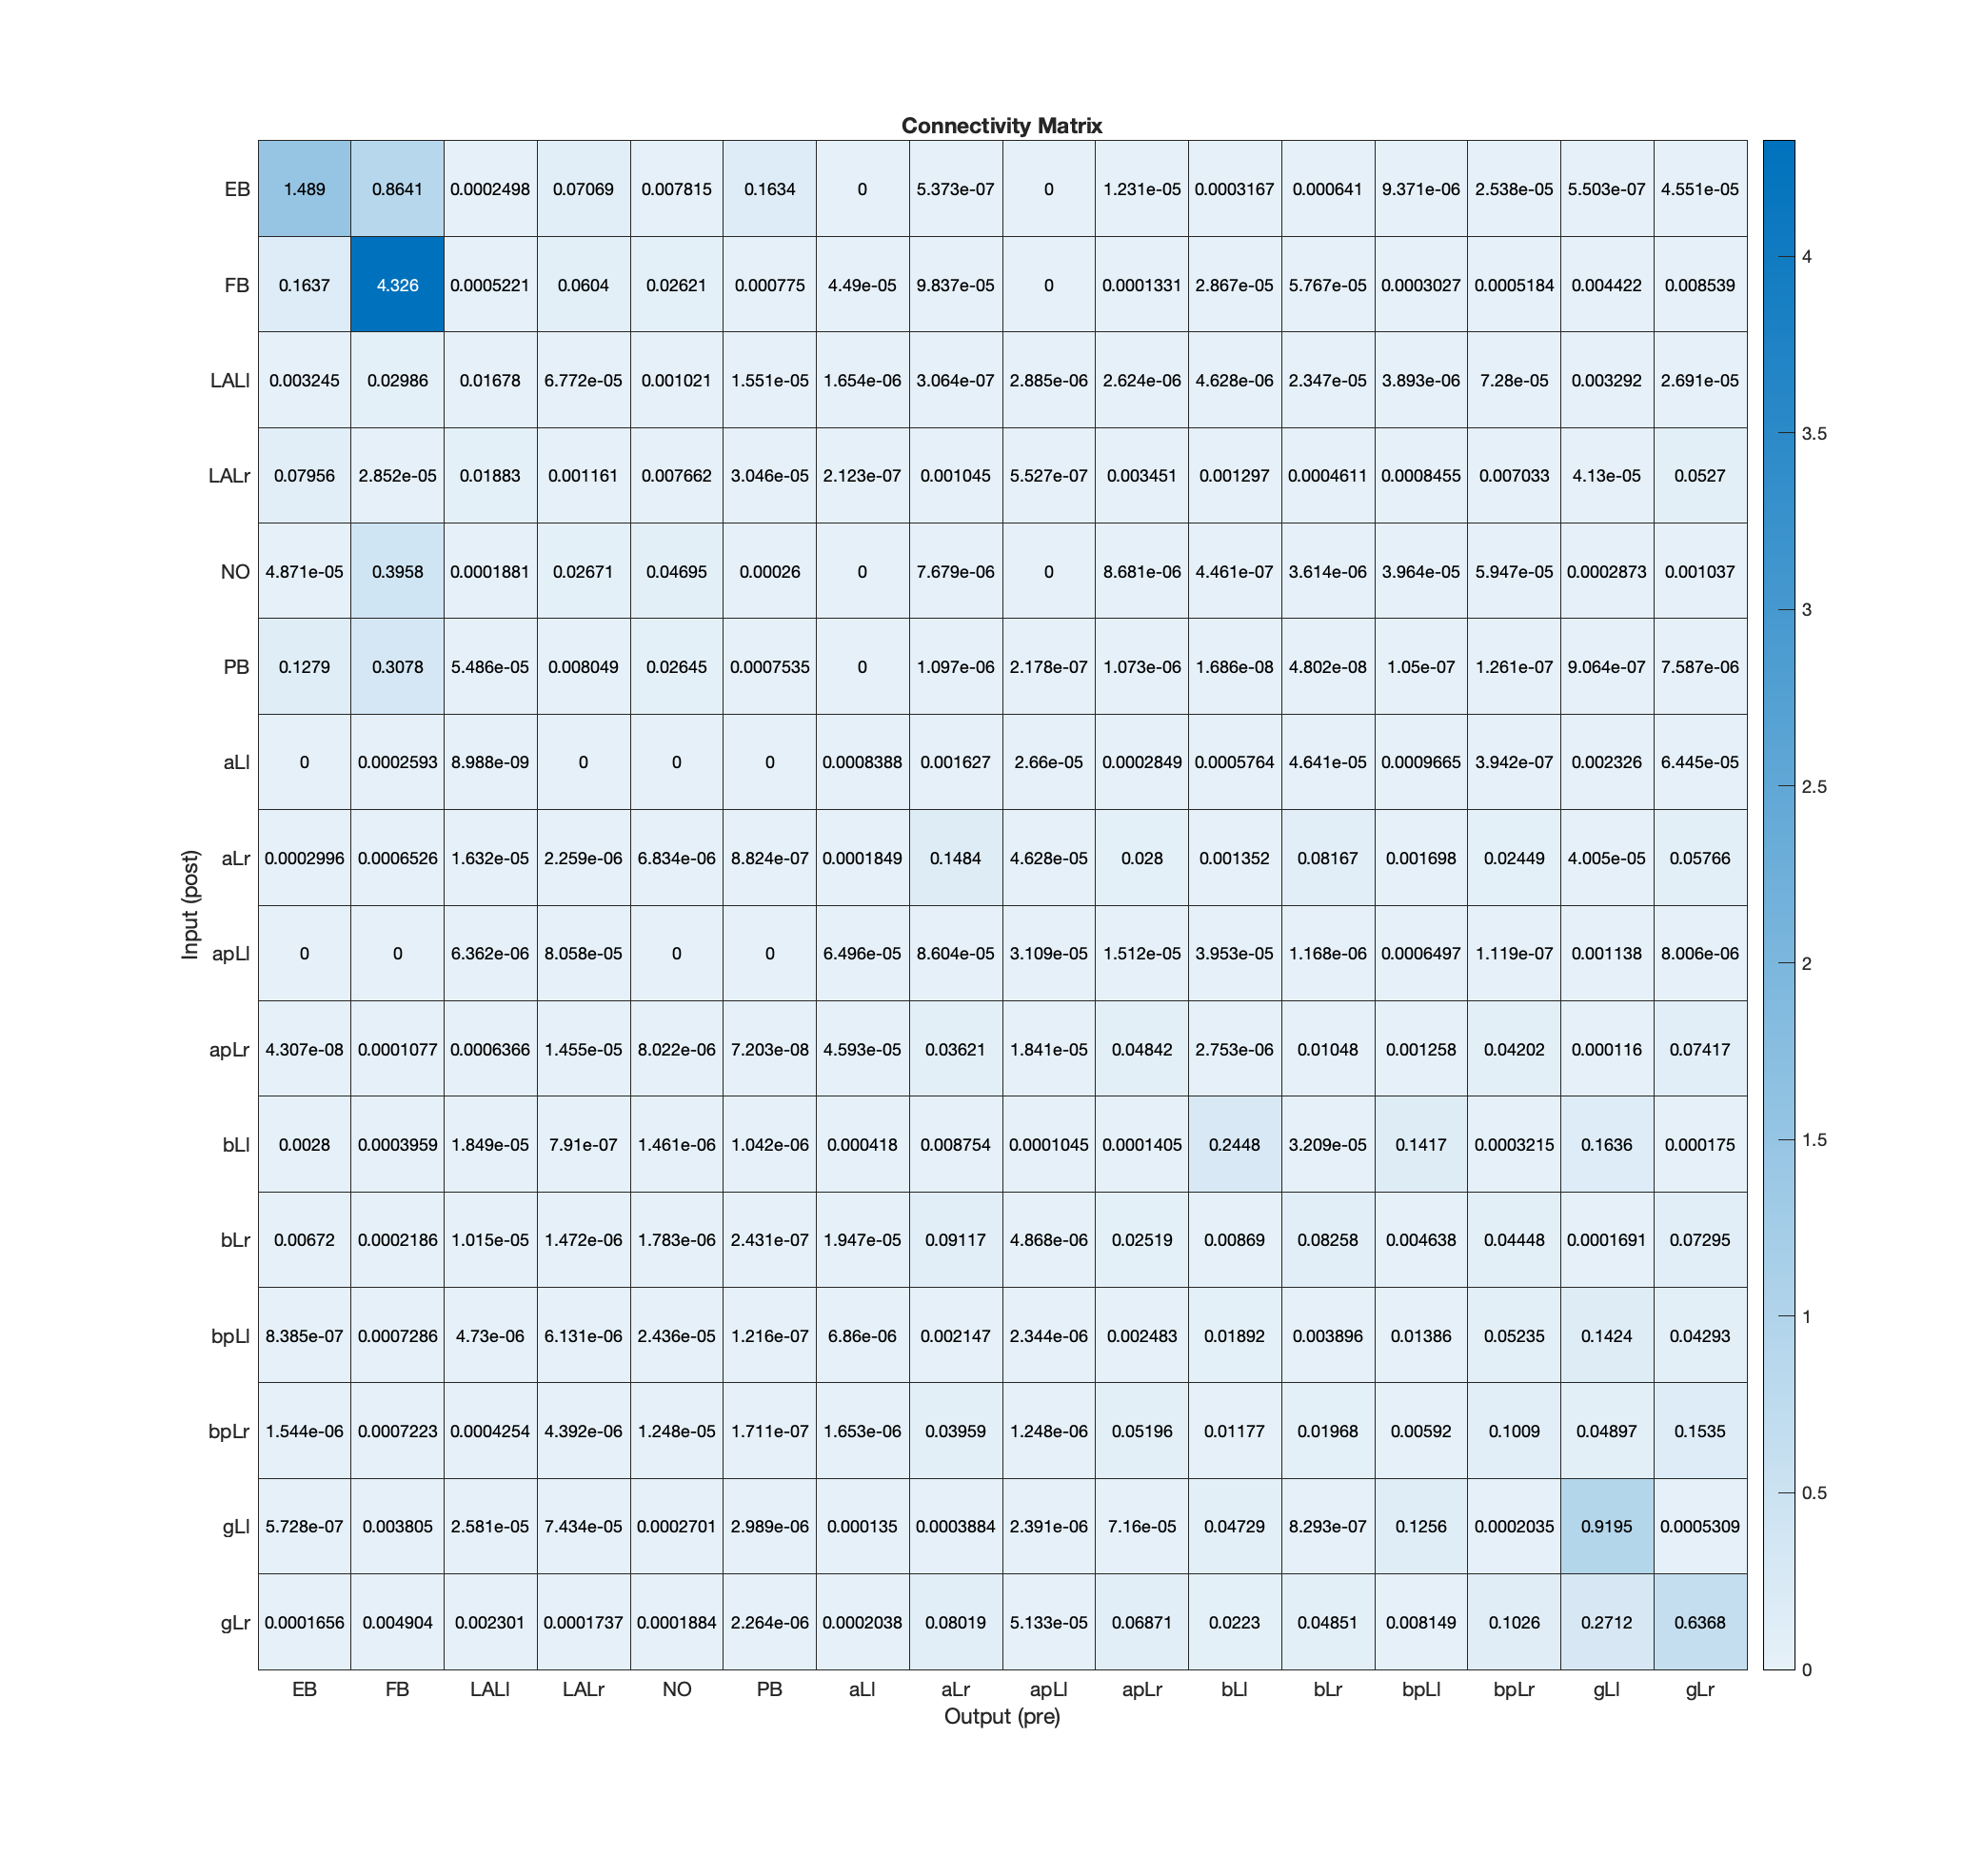 Connectivity Matrix
EB 1.489 0.8641 0.0002498 0.07069 0.007815 0.1634 0 5.373e-07 0 1.231e-05 0.0003167 0.000641 9.371e-06 2.538e-05 5.503e-07 4.551e-05
4
FB 0.1637 4.326 0.0005221 0.0604 0.02621 0.000775 4.49e-05 9.837e-05 0 0.0001331 2.867e-05 5.767e-05 0.0003027 0.0005184 0.004422 0.008539
LALl 0.003245 0.02986 0.01678 6.772e-05 0.001021 1.551e-05 1.654e-06 3.064e-07 2.885e-06 2.624e-06 4.628e-06 2.347e-05 3.893e-06 7.28e-05 0.003292 2.691e-05
3.5
LALr 0.07956 2.852e-05 0.01883 0.001161 0.007662 3.046e-05 2.123e-07 0.001045 5.527e-07 0.003451 0.001297 0.0004611 0.0008455 0.007033 4.13e-05 0.0527
NO 4.871e-05 0.3958 0.0001881 0.02671 0.04695 0.00026 0 7.679e-06 0 8.681e-06 4.461e-07 3.614e-06 3.964e-05 5.947e-05 0.0002873 0.001037
3
PB 0.1279 0.3078 5.486e-05 0.008049 0.02645 0.0007535 0 1.097e-06 2.178e-07 1.073e-06 1.686e-08 4.802e-08 1.05e-07 1.261e-07 9.064e-07 7.587e-06
aLl 0 0.0002593 8.988e-09 0 0 0 0.0008388 0.001627 2.66e-05 0.0002849 0.0005764 4.641e-05 0.0009665 3.942e-07 0.002326 6.445e-05
2.5
aLr 0.0002996 0.0006526 1.632e-05 2.259e-06 6.834e-06 8.824e-07 0.0001849 0.1484 4.628e-05 0.028 0.001352 0.08167 0.001698 0.02449 4.005e-05 0.05766
Input (post)
apLl 0 0 6.362e-06 8.058e-05 0 0 6.496e-05 8.604e-05 3.109e-05 1.512e-05 3.953e-05 1.168e-06 0.0006497 1.119e-07 0.001138 8.006e-06
2
apLr 4.307e-08 0.0001077 0.0006366 1.455e-05 8.022e-06 7.203e-08 4.593e-05 0.03621 1.841e-05 0.04842 2.753e-06 0.01048 0.001258 0.04202 0.000116 0.07417
bLl 0.0028 0.0003959 1.849e-05 7.91e-07 1.461e-06 1.042e-06 0.000418 0.008754 0.0001045 0.0001405 0.2448 3.209e-05 0.1417 0.0003215 0.1636 0.000175
1.5
bLr 0.00672 0.0002186 1.015e-05 1.472e-06 1.783e-06 2.431e-07 1.947e-05 0.09117 4.868e-06 0.02519 0.00869 0.08258 0.004638 0.04448 0.0001691 0.07295
1
bpLl 8.385e-07 0.0007286 4.73e-06 6.131e-06 2.436e-05 1.216e-07 6.86e-06 0.002147 2.344e-06 0.002483 0.01892 0.003896 0.01386 0.05235 0.1424 0.04293
bpLr 1.544e-06 0.0007223 0.0004254 4.392e-06 1.248e-05 1.711e-07 1.653e-06 0.03959 1.248e-06 0.05196 0.01177 0.01968 0.00592 0.1009 0.04897 0.1535
0.5
gLl 5.728e-07 0.003805 2.581e-05 7.434e-05 0.0002701 2.989e-06 0.000135 0.0003884 2.391e-06 7.16e-05 0.04729 8.293e-07 0.1256 0.0002035 0.9195 0.0005309
gLr 0.0001656 0.004904 0.002301 0.0001737 0.0001884 2.264e-06 0.0002038 0.08019 5.133e-05 0.06871 0.0223 0.04851 0.008149 0.1026 0.2712 0.6368
0
EB FB LALl LALr NO PB aLl aLr apLl apLr bLl bLr bpLl bpLr gLl gLr
Output (pre)